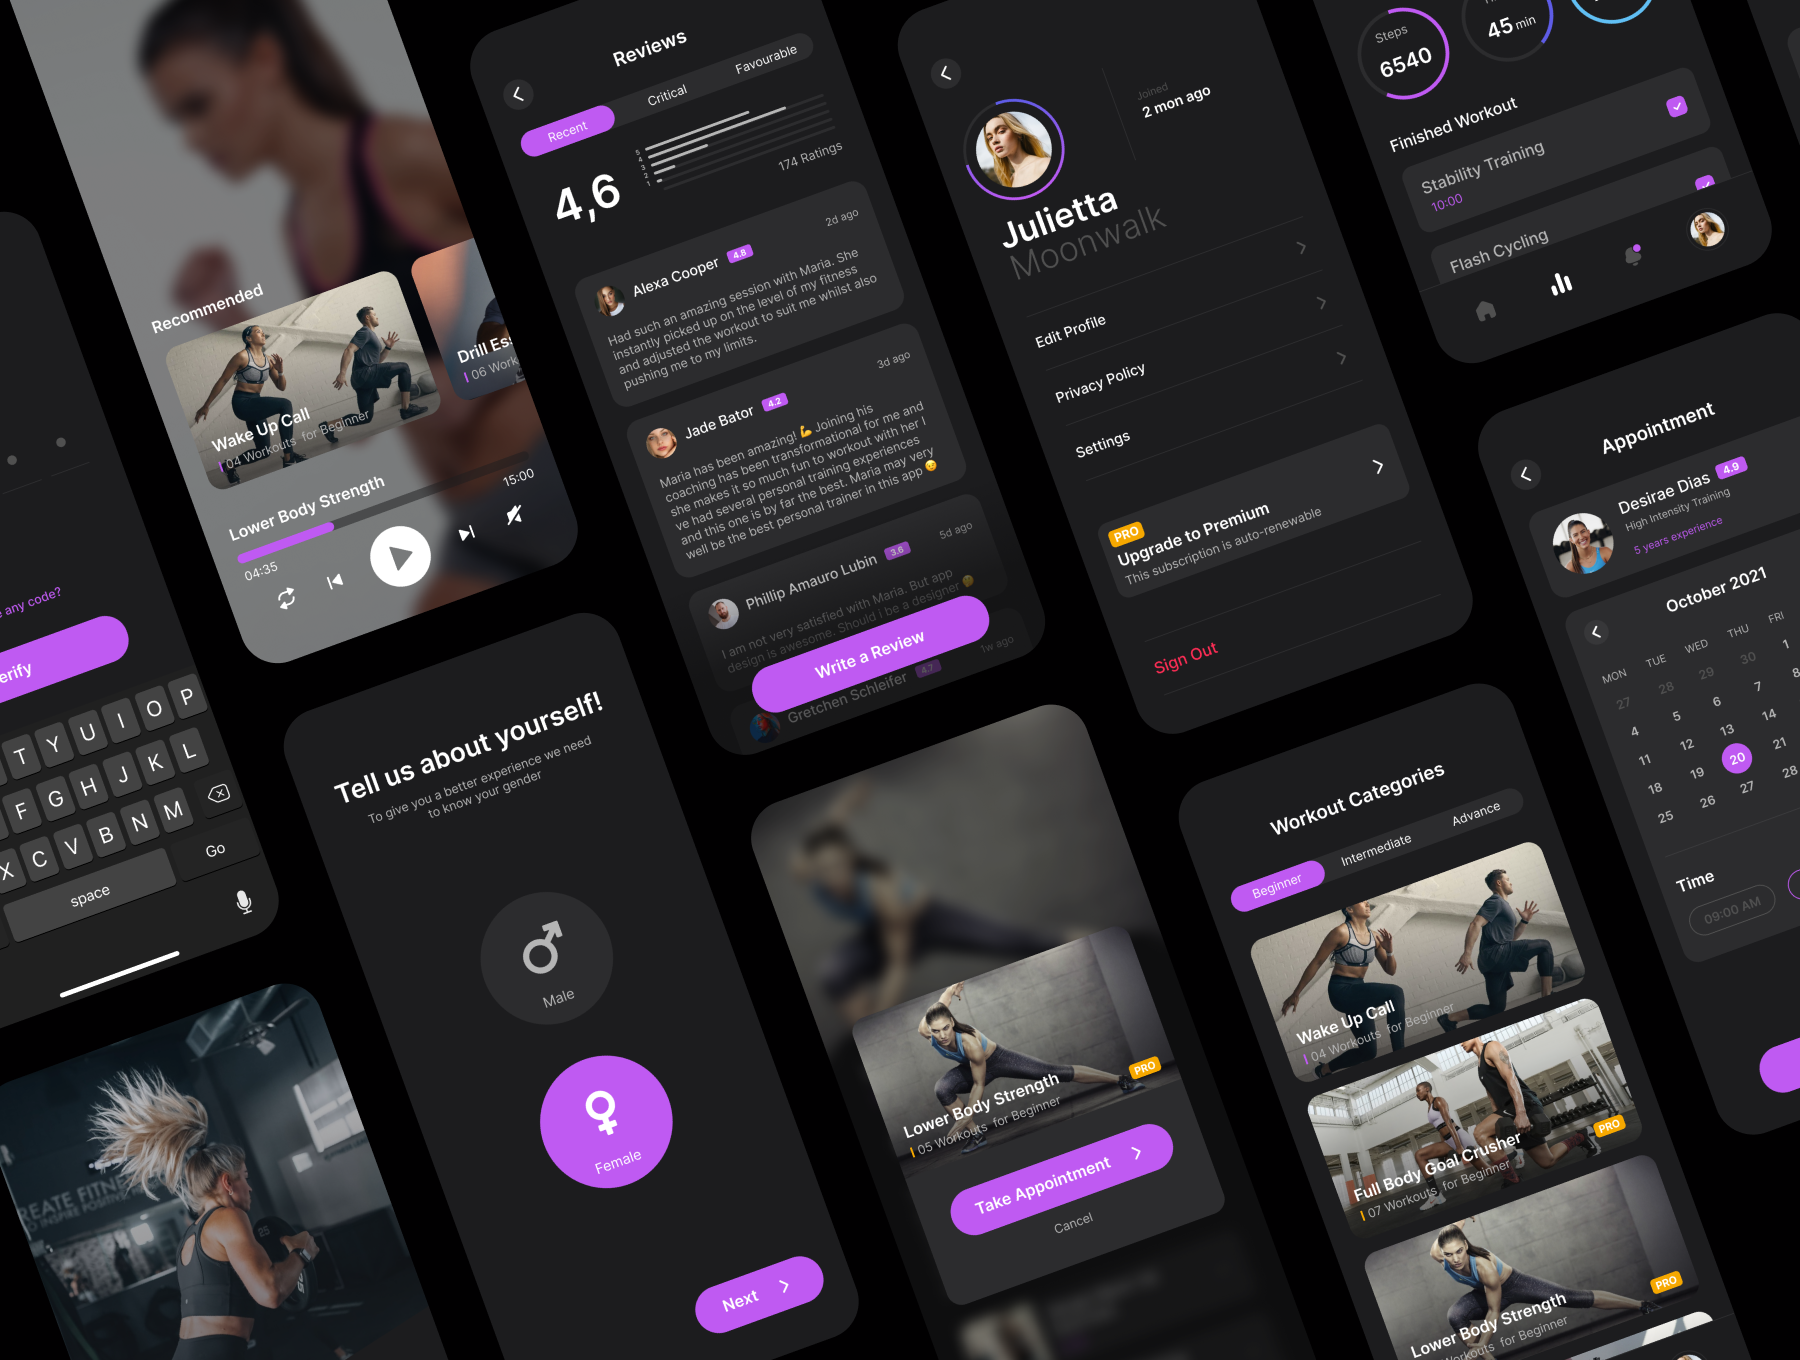 e any code?
erify
T Y U I O P
F G H J K L
X C V B N M
space
Go
EATE FITNE
Recommended
Wake Up Call
04 Workouts for Beginner
Drill Ess
06 Work
Lower Body Strength
04:35
15:00
Tell us about yourself!
To give you a better experience we need
to know your gender
Male
Female
Next
Reviews
Recent
Critical
Favourable
4,6
5
4
3
2
1
174 Ratings
Alexa Cooper
4.8
2d ago
Had such an amazing session with Maria. She
instantly picked up on the level of my fitness
and adjusted the workout to suit me whilst also
pushing me to my limits.
Jade Bator
4.2
3d ago
Maria has been amazing! 💪 Joining his
coaching has been transformational for me and
she makes it so much fun to workout with her I
ve had several personal training experiences
and this one is by far the best. Maria may very
well be the best personal trainer in this app
Phillip Amauro Lubin
3.6
5d ago
I am not very satisfied with Maria. But app
design is awesome. Should i be a designer
Write a Review
Gretchen Schleifer
4.7
1w ago
Lower Body Strength
05 Workouts for Beginner
PRO
Take Appointment
Cancel
Joined
2 mon ago
Julietta
Moonwalk
Edit Profile
Privacy Policy
Settings
PRO
Upgrade to Premium
This subscription is auto-renewable
Sign Out
Workout Categories
Beginner
Intermediate
Advance
Wake Up Call
04 Workouts for Beginner
Full Body Goal Crusher
07 Workouts for Beginner
PRO
Lower Body Strength
Workouts for Beginner
PRO
Steps
6540
45 min
Finished Workout
Stability Training
10:00
Flash Cycling
Appointment
Desirae Dias
4.9
High Intensity Training
5 years experience
October 2021
MON TUE WED THU FRI
27 28 29 30 1
4 5 6 7 8
11 12 13 14
18 19 20 21
25 26 27 28
Time
09:00 AM